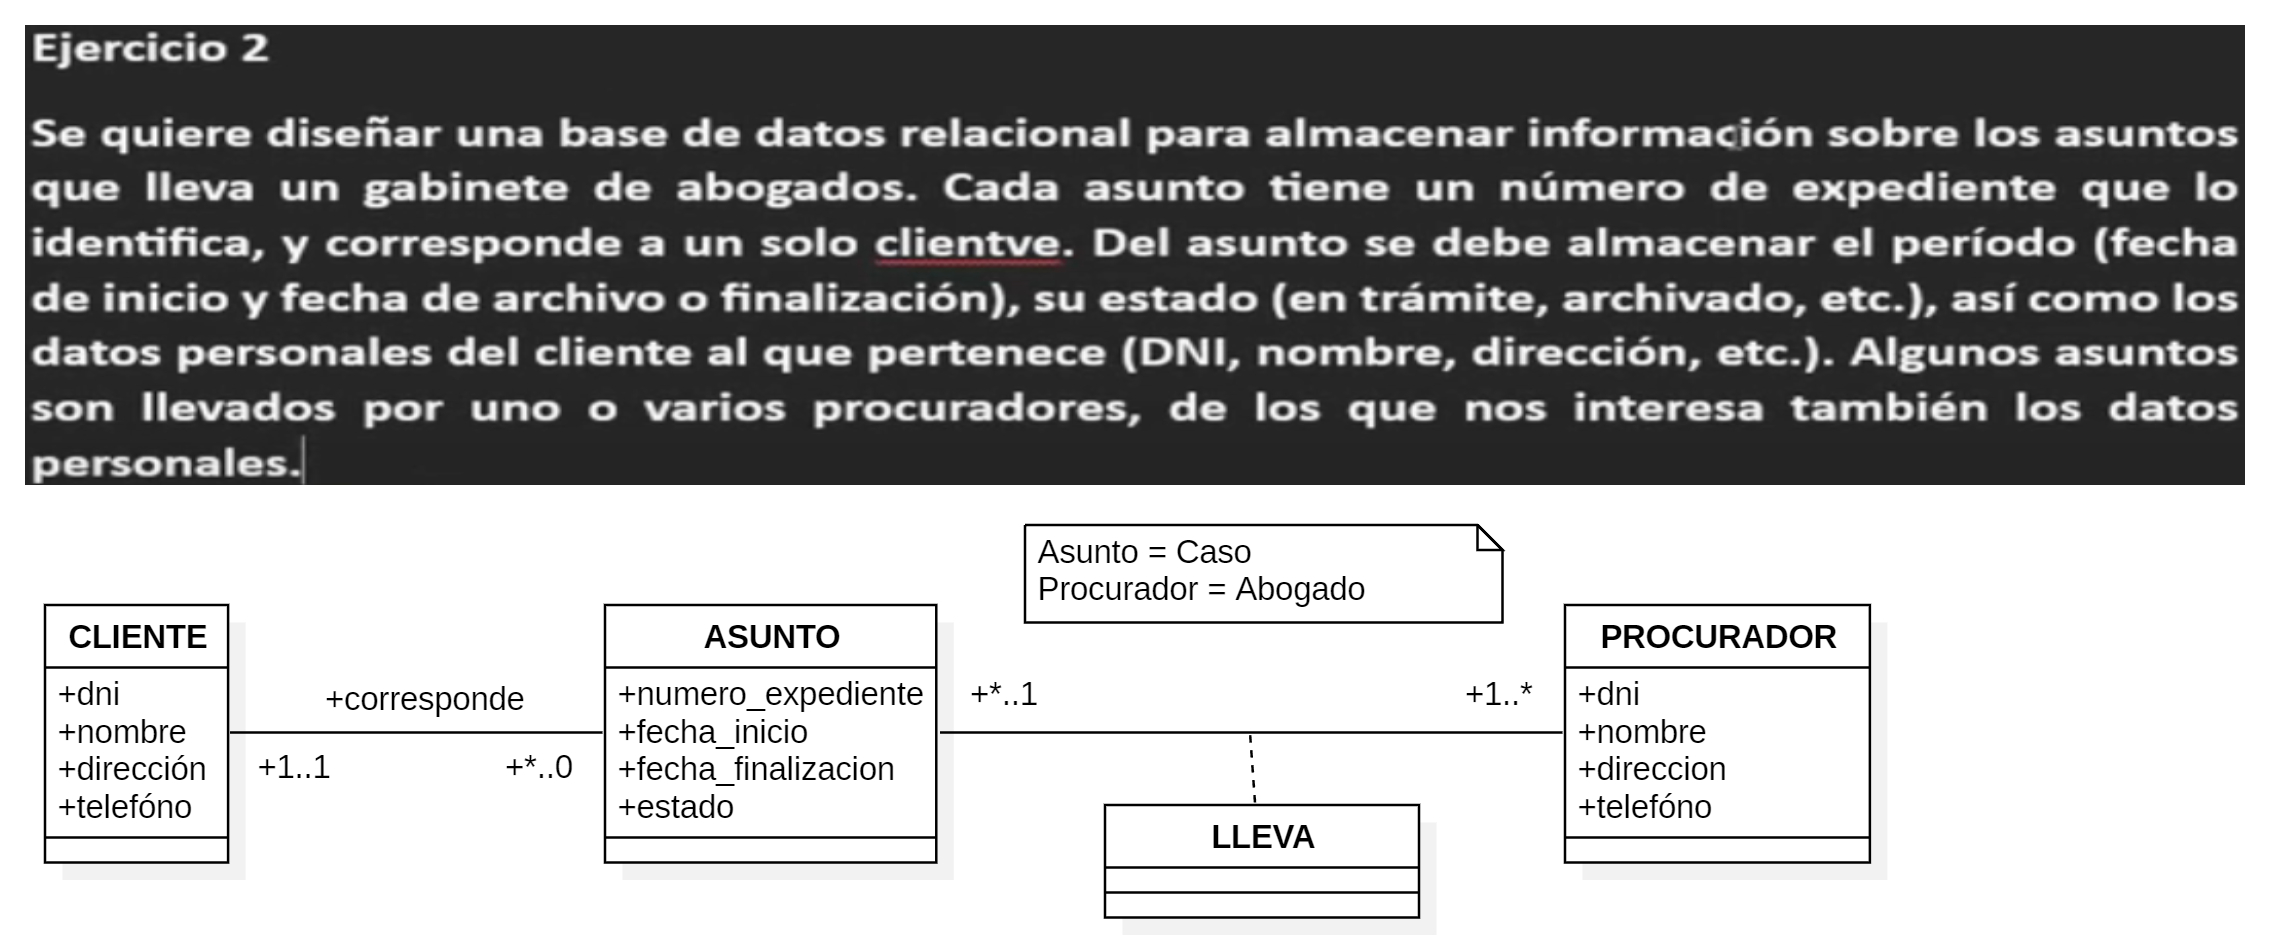 Ejercicio 2
Se quiere diseñar una base de datos relacional para almacenar información sobre los asuntos
que lleva un gabinete de abogados. Cada asunto tiene un número de expediente que lo
identifica, y corresponde a un solo clientve. Del asunto se debe almacenar el período (fecha
de inicio y fecha de archivo o finalización), su estado (en trámite, archivado, etc.), así como los
datos personales del cliente al que pertenece (DNI, nombre, dirección, etc.). Algunos asuntos
son llevados por uno o varios procuradores, de los que nos interesa también los datos
personales.
Asunto = Caso
Procurador = Abogado
CLIENTE
+dni
+nombre
+dirección
+telefóno
+corresponde
+1..1
+*..0
ASUNTO
+numero_expediente
+fecha_inicio
+fecha_finalizacion
+estado
+*..1
+1..*
LLEVA
PROCURADOR
+dni
+nombre
+direccion
+telefóno